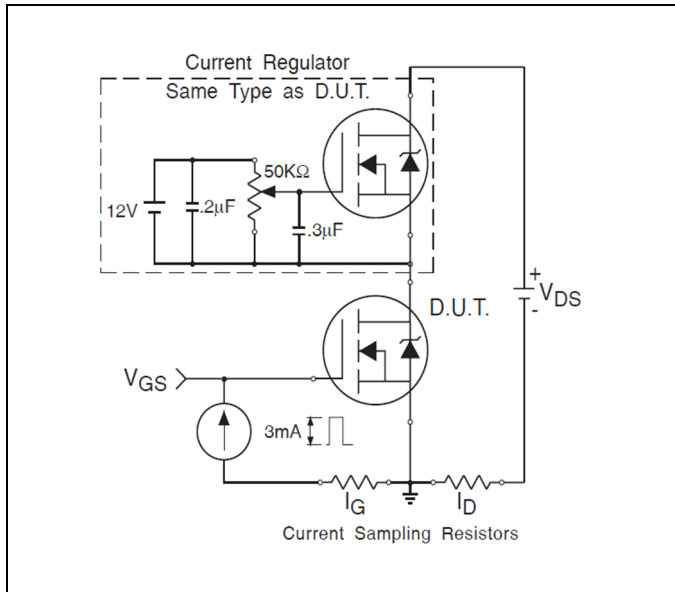 Current Regulator
Same Type as D.U.T.
50KΩ
12V
.2μF
.3μF
+
VDS
-
D.U.T.
VGS
3mA
IG
ID
Current Sampling Resistors